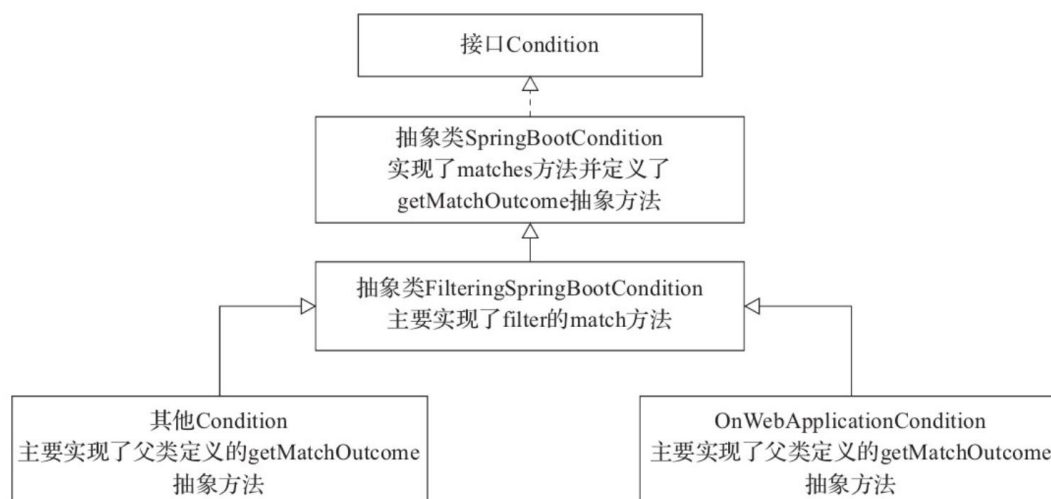 接口Condition
抽象类SpringBootCondition
实现了matches方法并定义了
getMatchOutcome抽象方法
抽象类FilteringSpringBootCondition
主要实现了filter的match方法
其他Condition
主要实现了父类定义的getMatchOutcome
抽象方法
OnWebApplicationCondition
主要实现了父类定义的getMatchOutcome
抽象方法